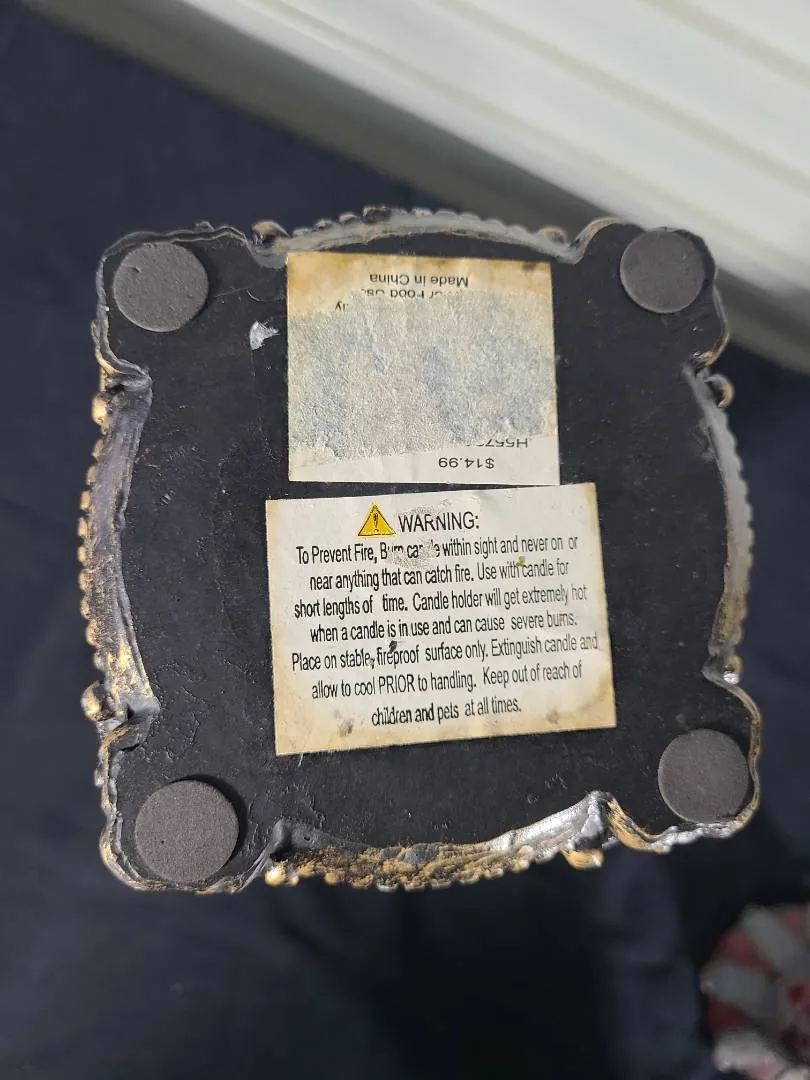 $14.99
H557
Food
Made in China
WARNING:
To Prevent Fire, Burn candle within sight and never on or
near anything that can catch fire. Use with candle for
short lengths of time. Candle holder will get extremely hot
when a candle is in use and can cause severe burns.
Place on stable, fireproof surface only. Extinguish candle and
allow to cool PRIOR to handling. Keep out of reach of
children and pets at all times.